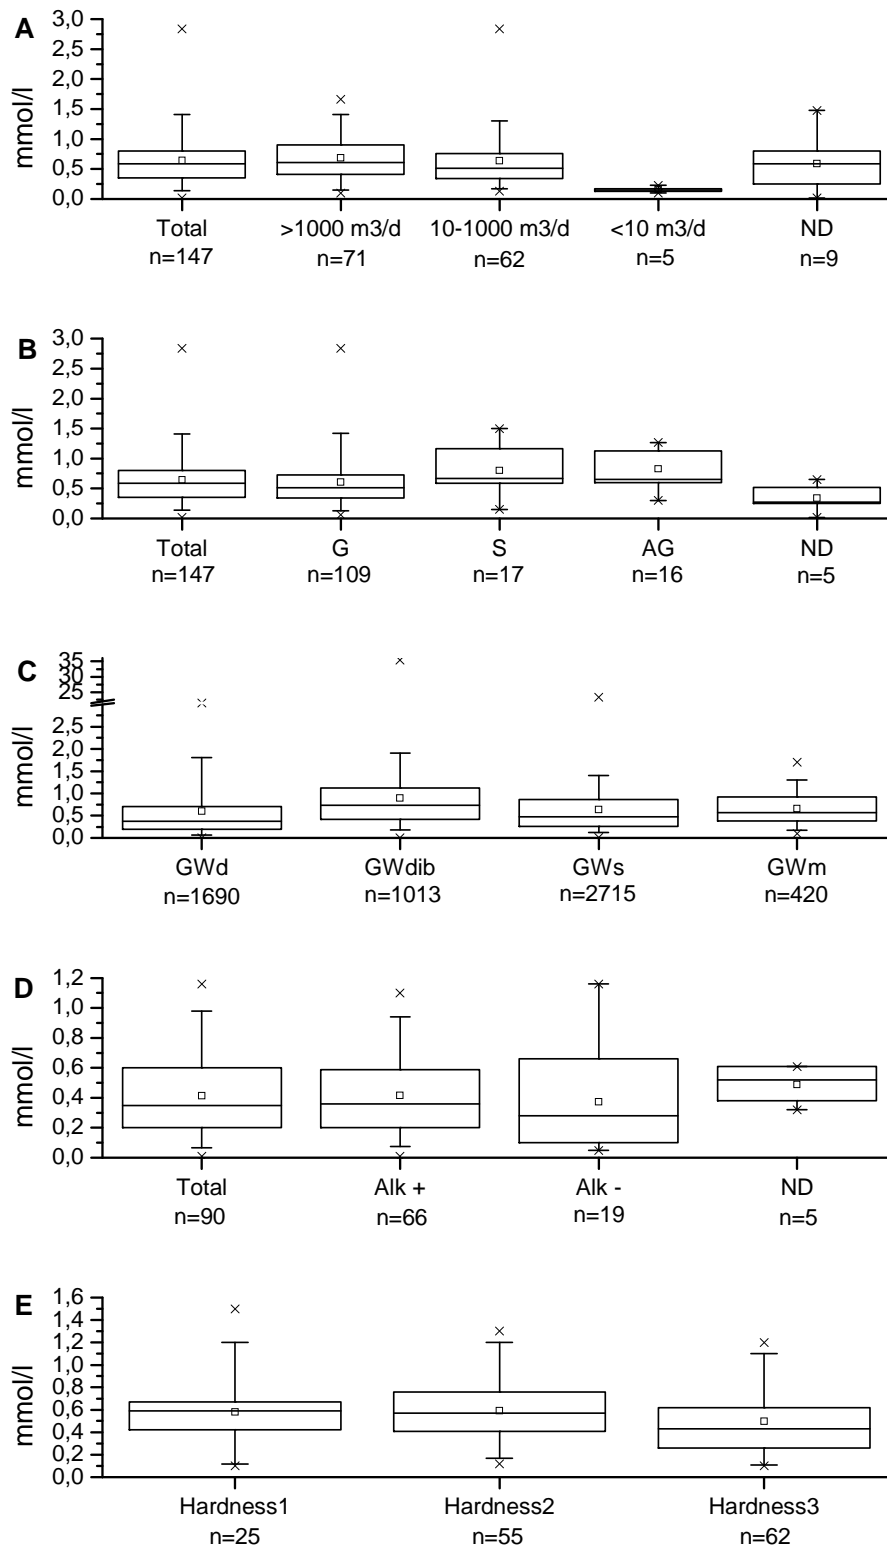 A
mmol/l
3,0
2,5
2,0
1,5
1,0
0,5
0,0
Total >1000 m3/d 10-1000 m3/d <10 m3/d ND
n=147 n=71 n=62 n=5 n=9
B
mmol/l
3,0
2,5
2,0
1,5
1,0
0,5
0,0
Total G S AG ND
n=147 n=109 n=17 n=16 n=5
C
mmol/l
35
30
25
2,5
2,0
1,5
1,0
0,5
0,0
GWd GWdib GWs GWm
n=1690 n=1013 n=2715 n=420
D
mmol/l
1,2
1,0
0,8
0,6
0,4
0,2
0,0
Total Alk + Alk - ND
n=90 n=66 n=19 n=5
E
mmol/l
1,6
1,4
1,2
1,0
0,8
0,6
0,4
0,2
0,0
Hardness1 Hardness2 Hardness3
n=25 n=55 n=62